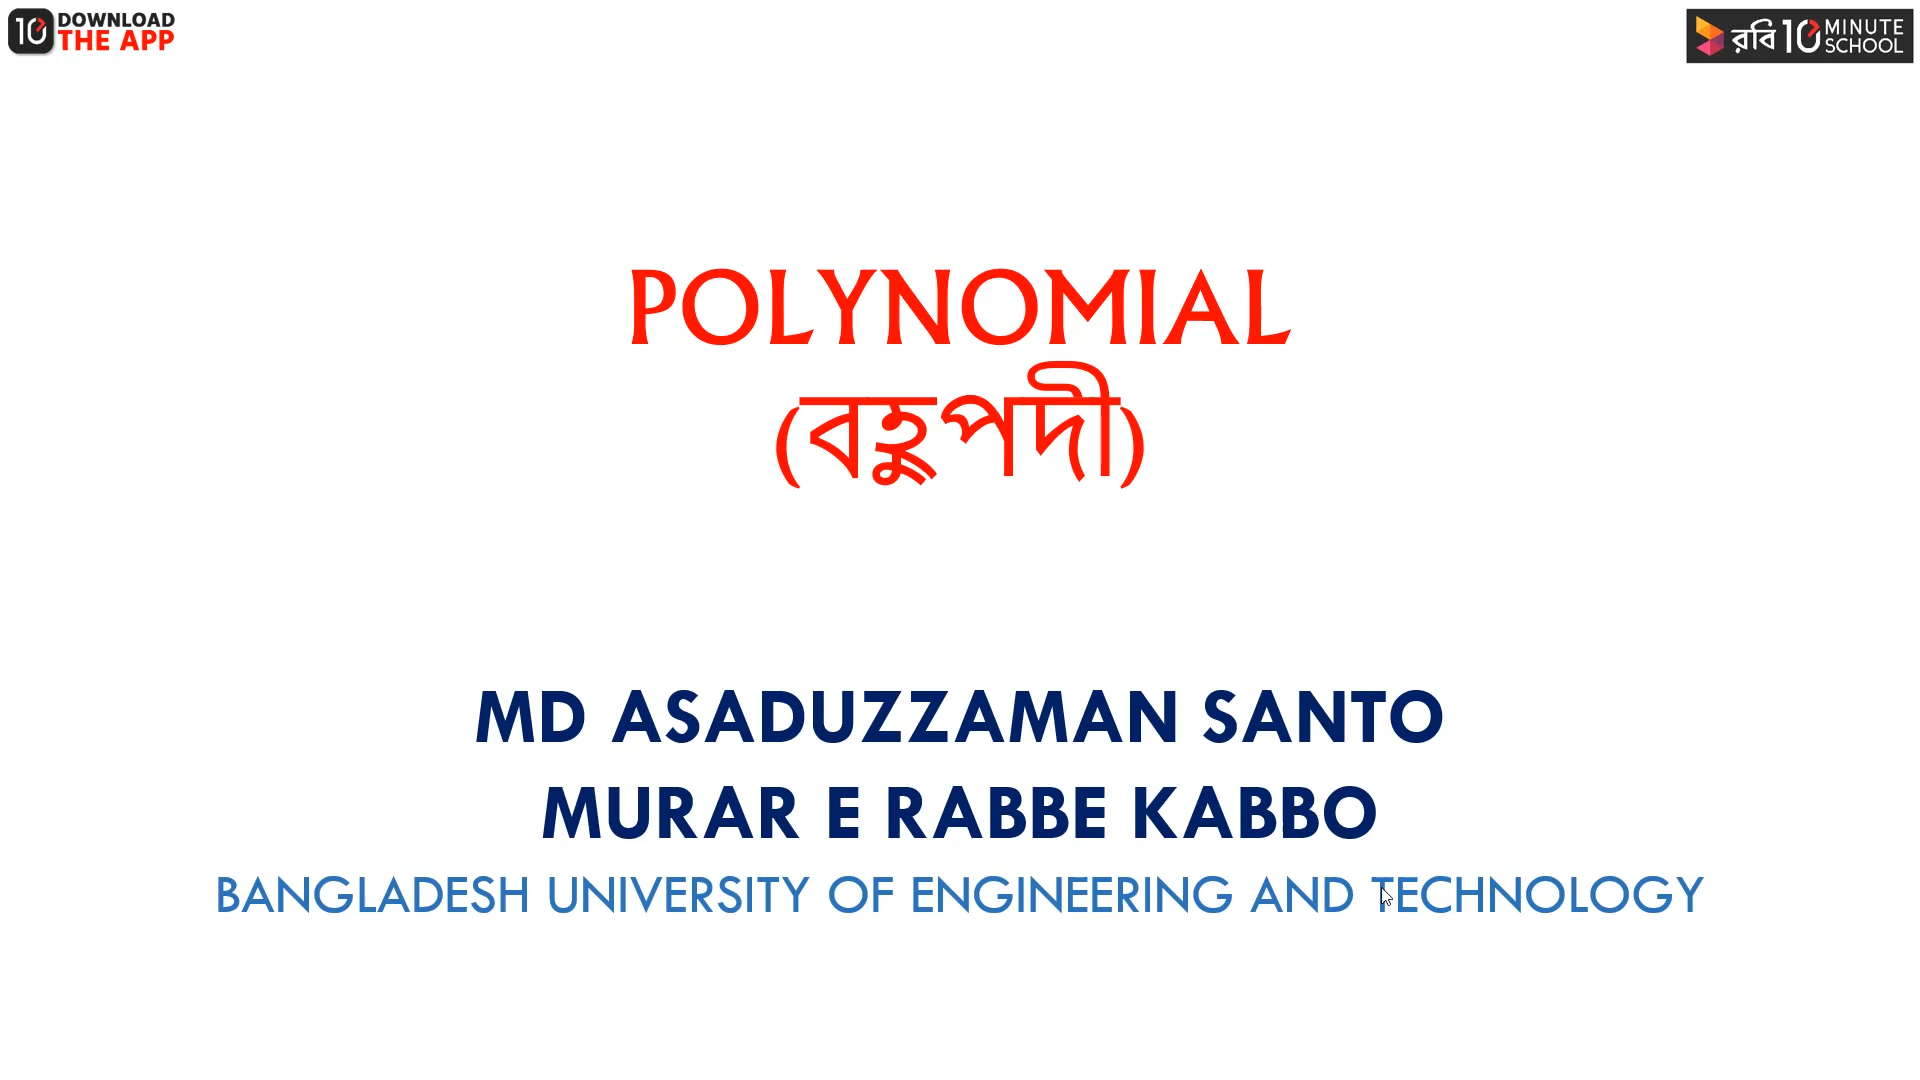 10 DOWNLOAD
THE APP
রবি 10 MINUTE
SCHOOL
POLYNOMIAL
(বহুপদী)
MD ASADUZZAMAN SANTO
MURAR E RABBE KABBO
BANGLADESH UNIVERSITY OF ENGINEERING AND TECHNOLOGY